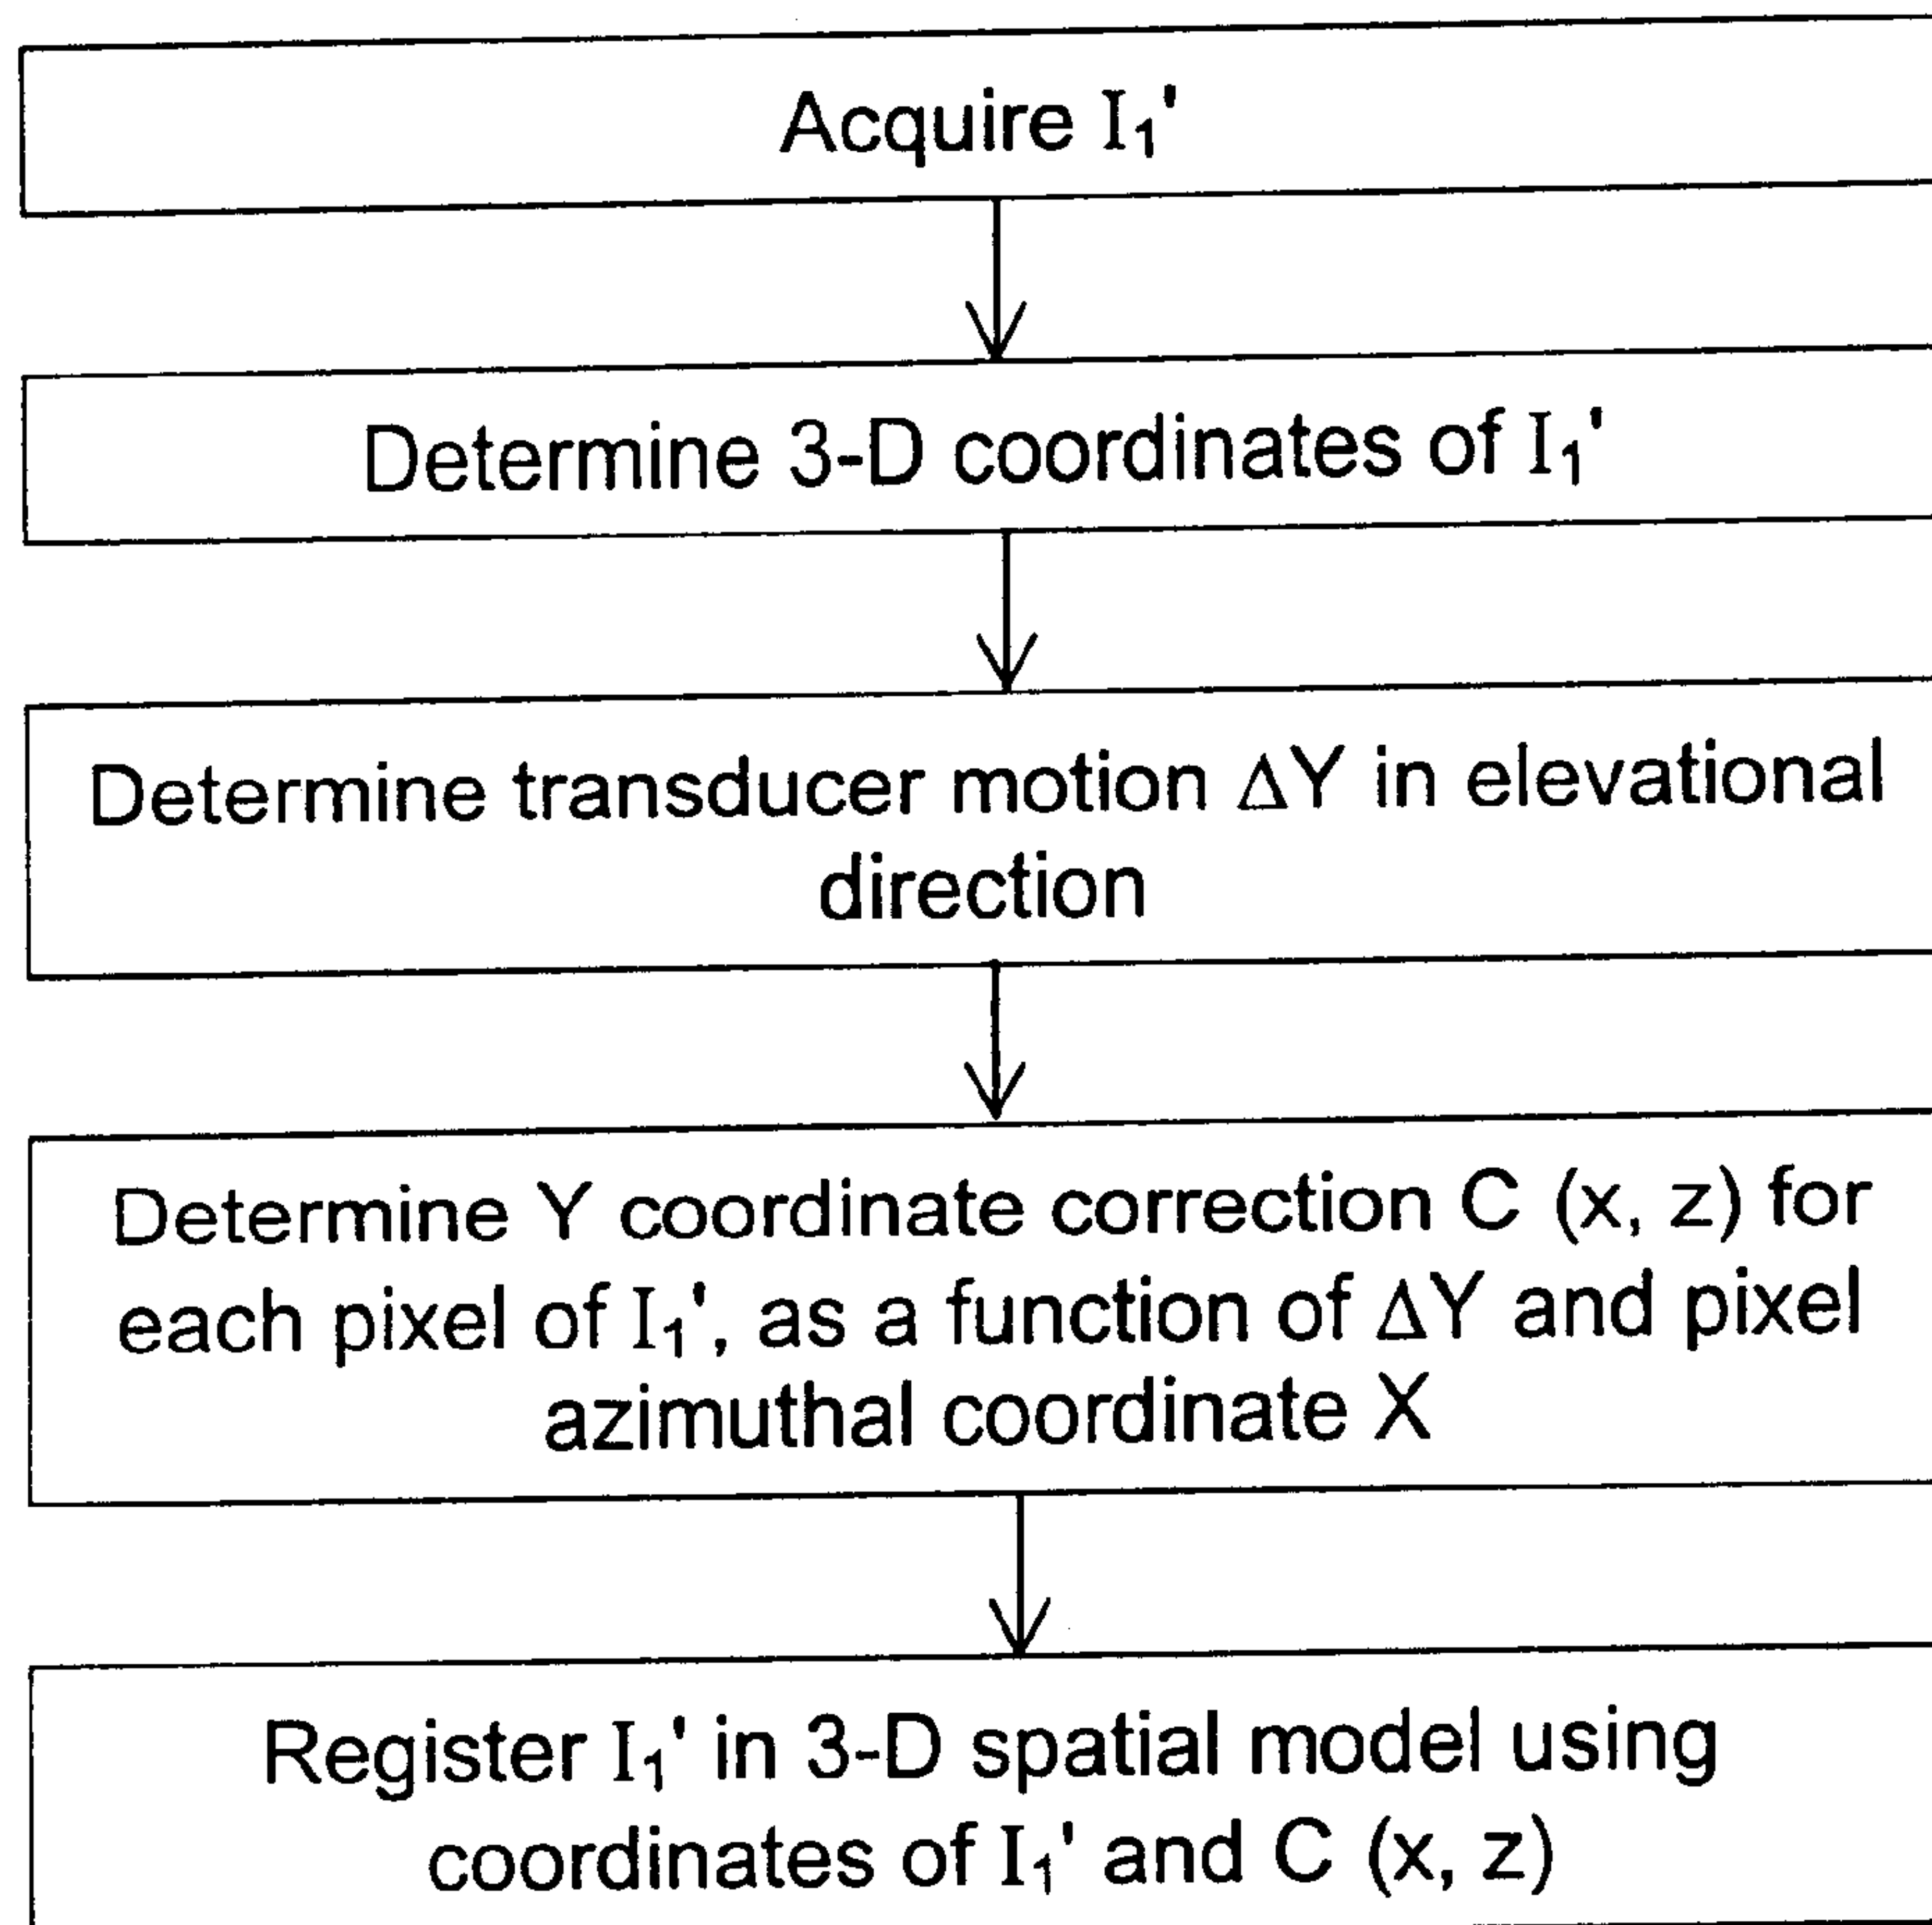 Acquire I₁'
Determine 3-D coordinates of I₁'
Determine transducer motion ΔY in elevational
direction
Determine Y coordinate correction C (x, z) for
each pixel of I₁', as a function of ΔY and pixel
azimuthal coordinate X
Register I₁' in 3-D spatial model using
coordinates of I₁' and C (x, z)